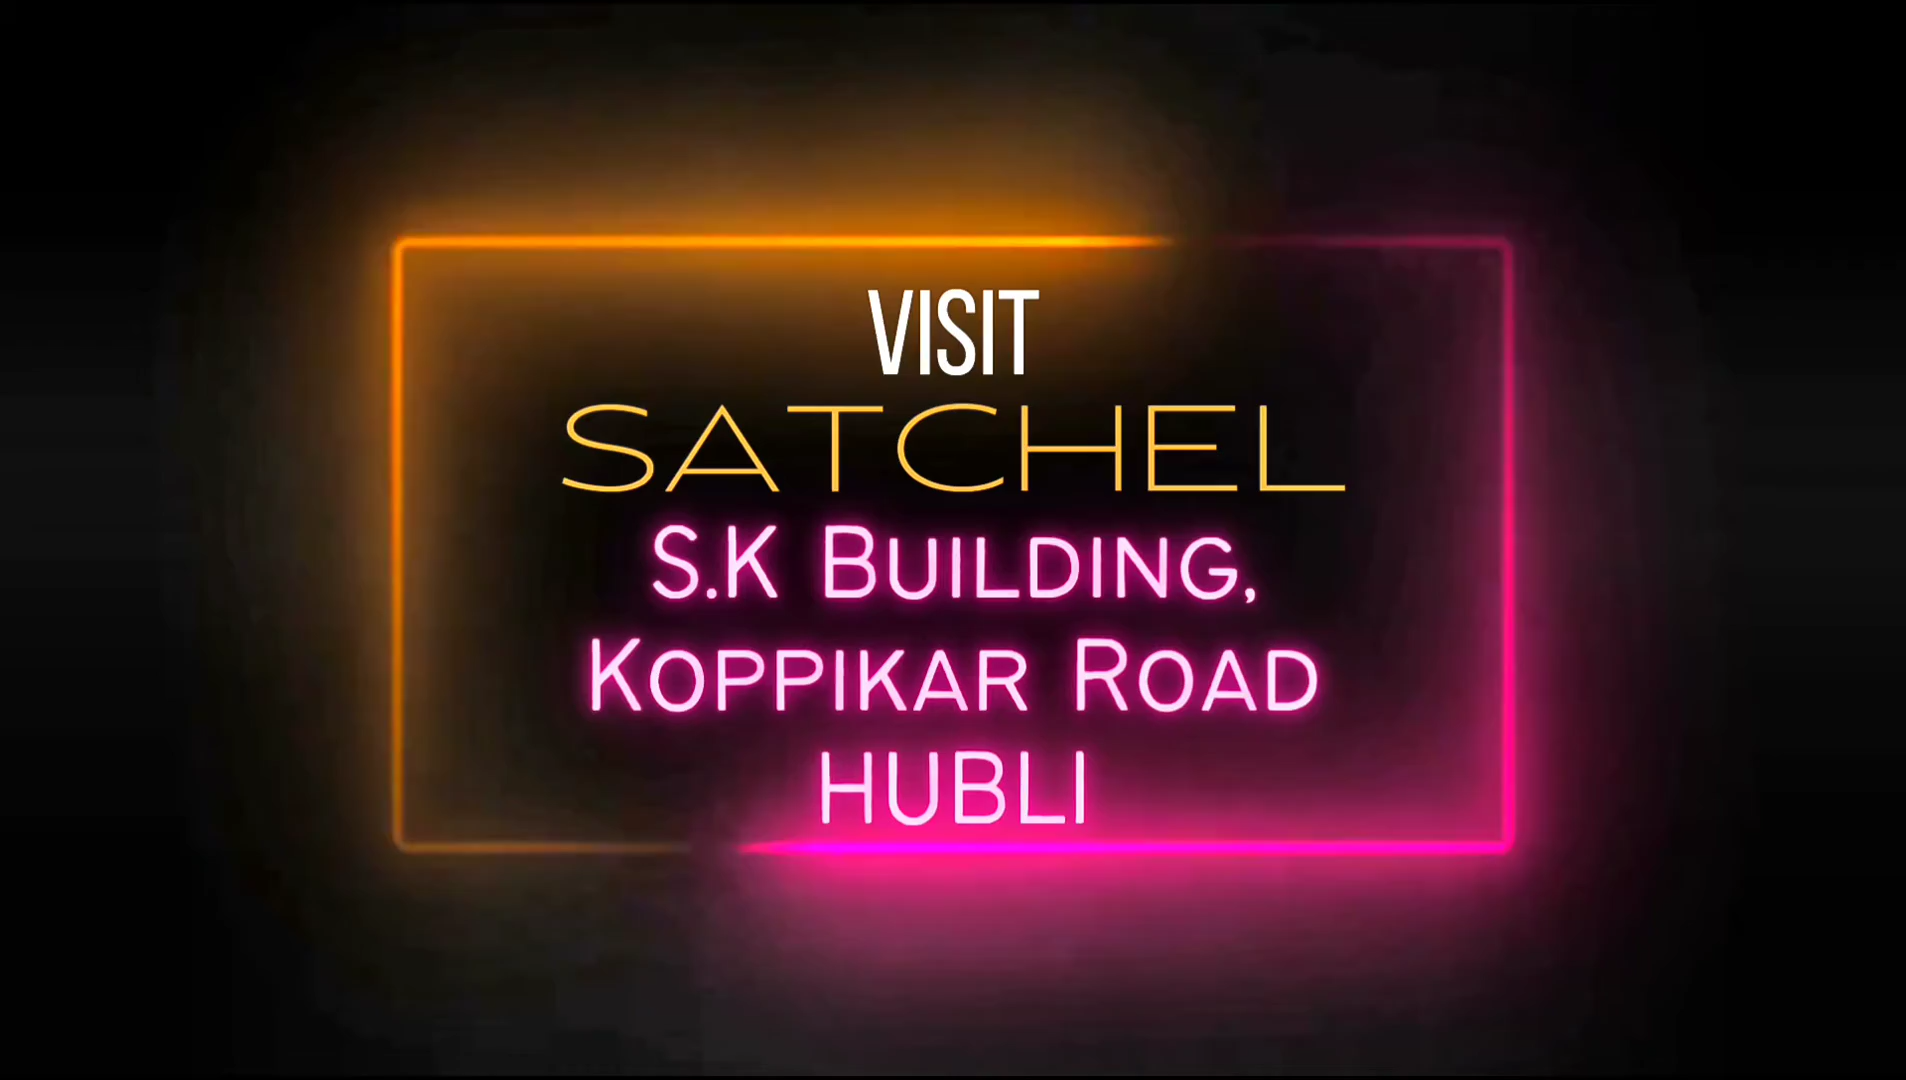 VISIT
SATCHEL
S.K BUILDING,
KOPPIKAR ROAD
HUBLI